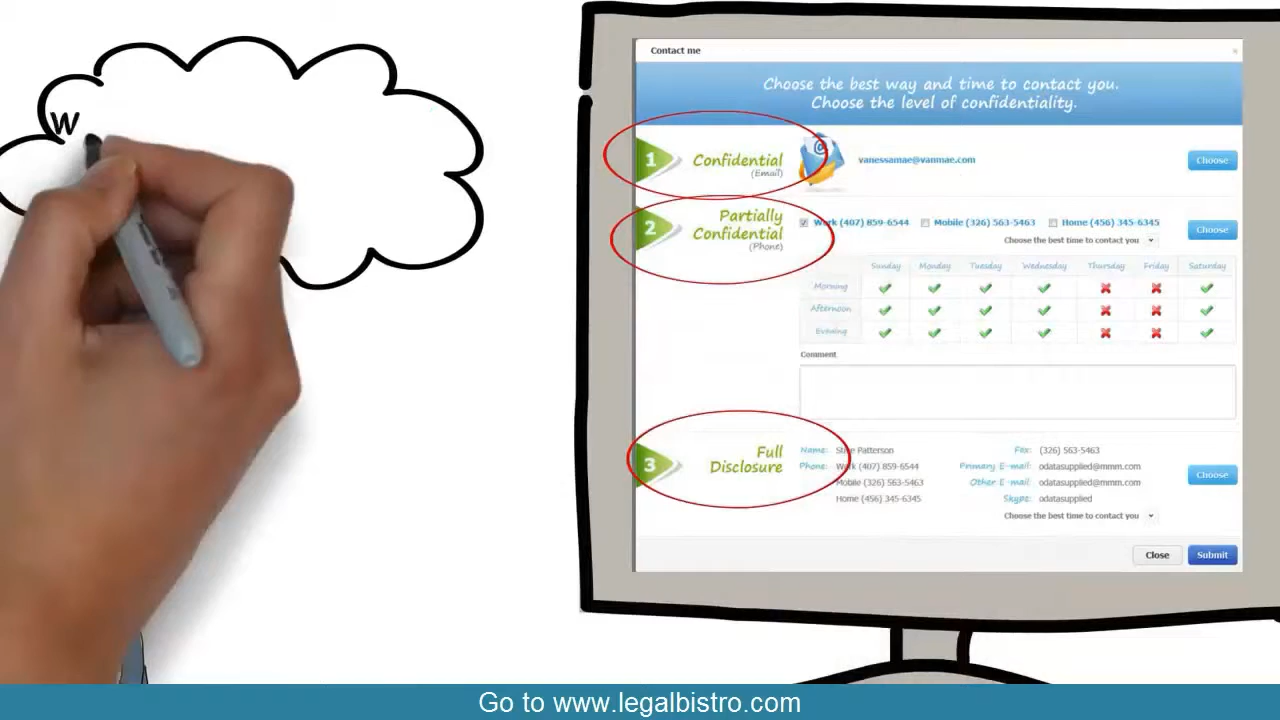 W
Contact me
Choose the best way and time to contact you.
Choose the level of confidentiality.
1
Confidential
(Email)
vanessamae@vanmae.com
Choose
2
Partially
Confidential
(Phone)
Work (407) 859-6544 Mobile (326) 563-5463 Home (456) 345-6345
Choose the best time to contact you
Choose
Sunday Monday Tuesday Wednesday Thursday Friday Saturday
Morning
Afternoon
Evening
Comment
3
Full
Disclosure
Name: Patterson
Phone: Work (407) 859-6544
Mobile (326) 563-5463
Home (456) 345-6345
Fax: (326) 563-5463
Primary E-mail: odatasupplied@mmm.com
Other E-mail: odatasupplied@mmm.com
Skype: odatasupplied
Choose the best time to contact you
Choose
Close Submit
Go to www.legalbistro.com